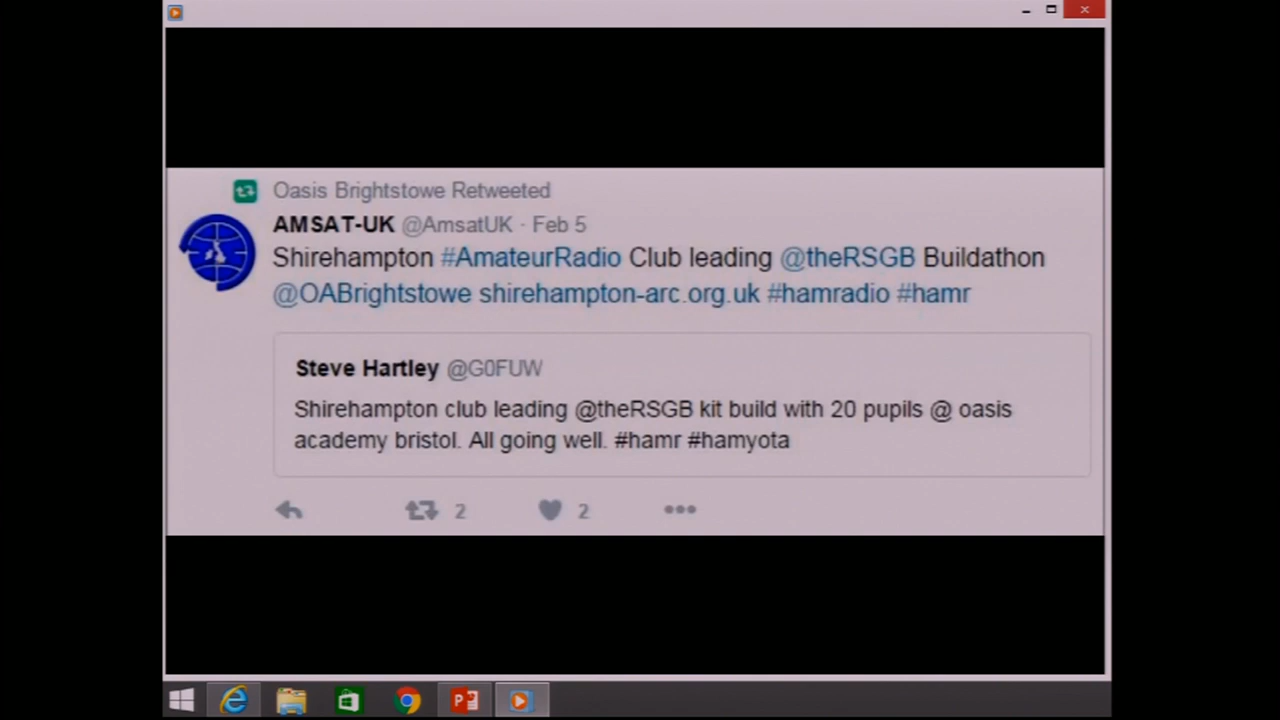 Oasis Brightstowe Retweeted
AMSAT-UK @AmsatUK · Feb 5
Shirehampton #AmateurRadio Club leading @theRSGB Buildathon
@OABrightstowe shirehampton-arc.org.uk #hamradio #hamr
Steve Hartley @G0FUW
Shirehampton club leading @theRSGB kit build with 20 pupils @ oasis
academy bristol. All going well. #hamr #hamyota
2 2